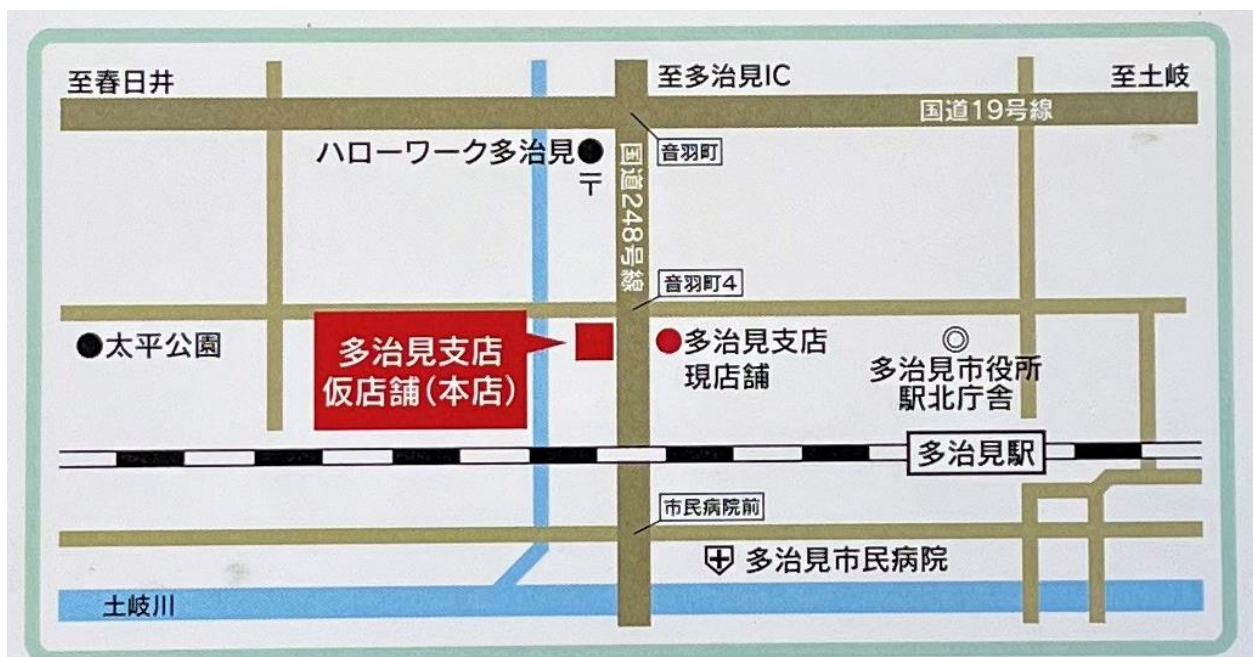 至春日井
至多治見IC
至土岐
国道19号線
ハローワーク多治見
〒
音羽町
国道248号線
音羽町4
太平公園
多治見支店
仮店舗(本店)
多治見支店
現店舗
多治見市役所
駅北庁舎
多治見駅
市民病院前
多治見市民病院
土岐川